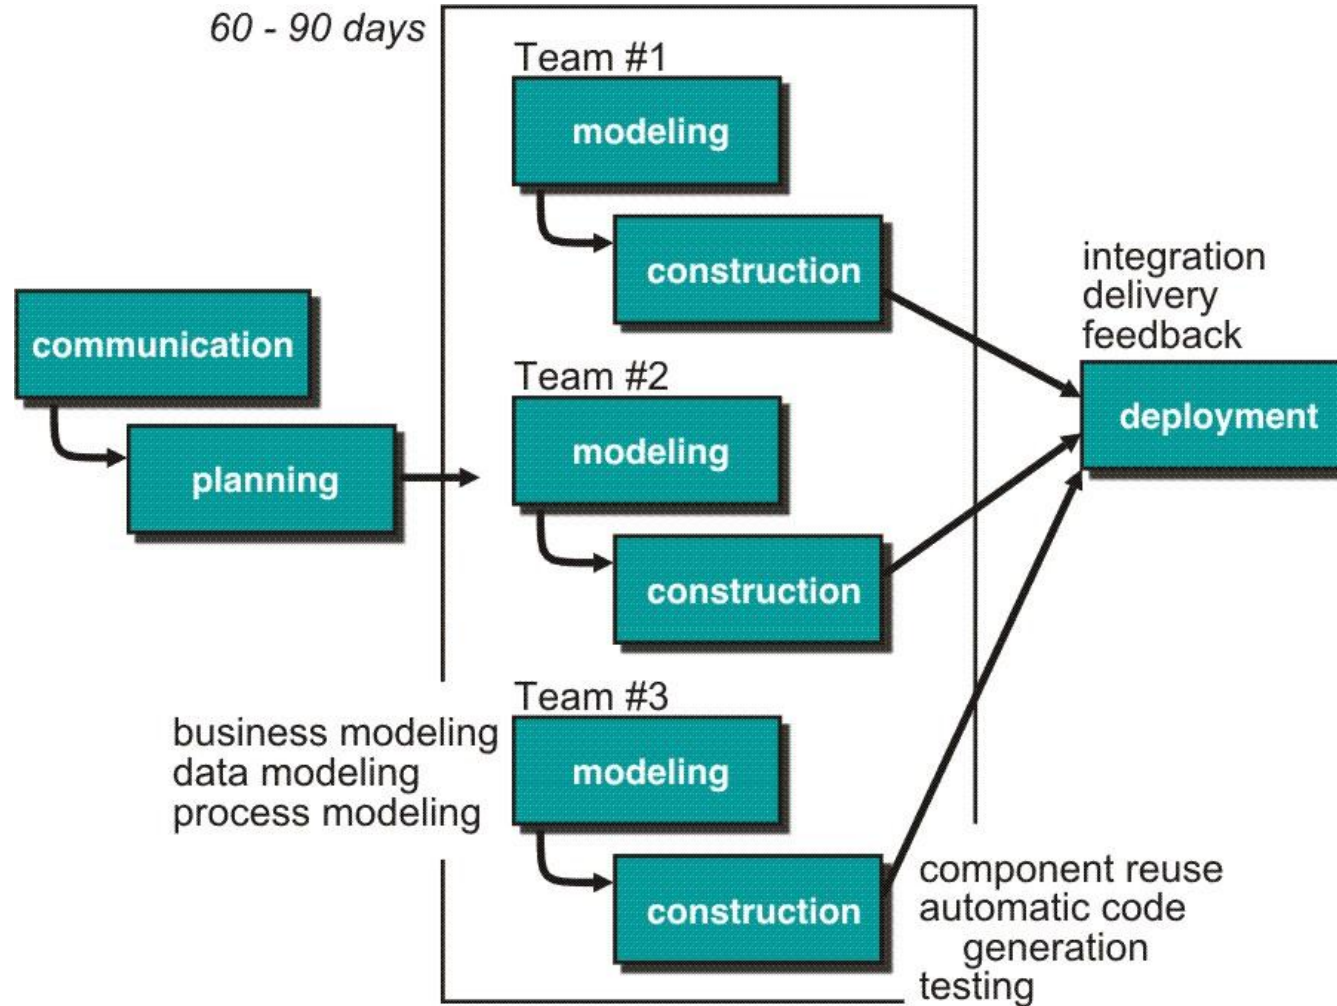 60 - 90 days
Team #1
modeling
construction
communication
planning
Team #2
modeling
construction
Team #3
business modeling
data modeling
process modeling
modeling
construction
component reuse
automatic code
generation
testing
integration
delivery
feedback
deployment